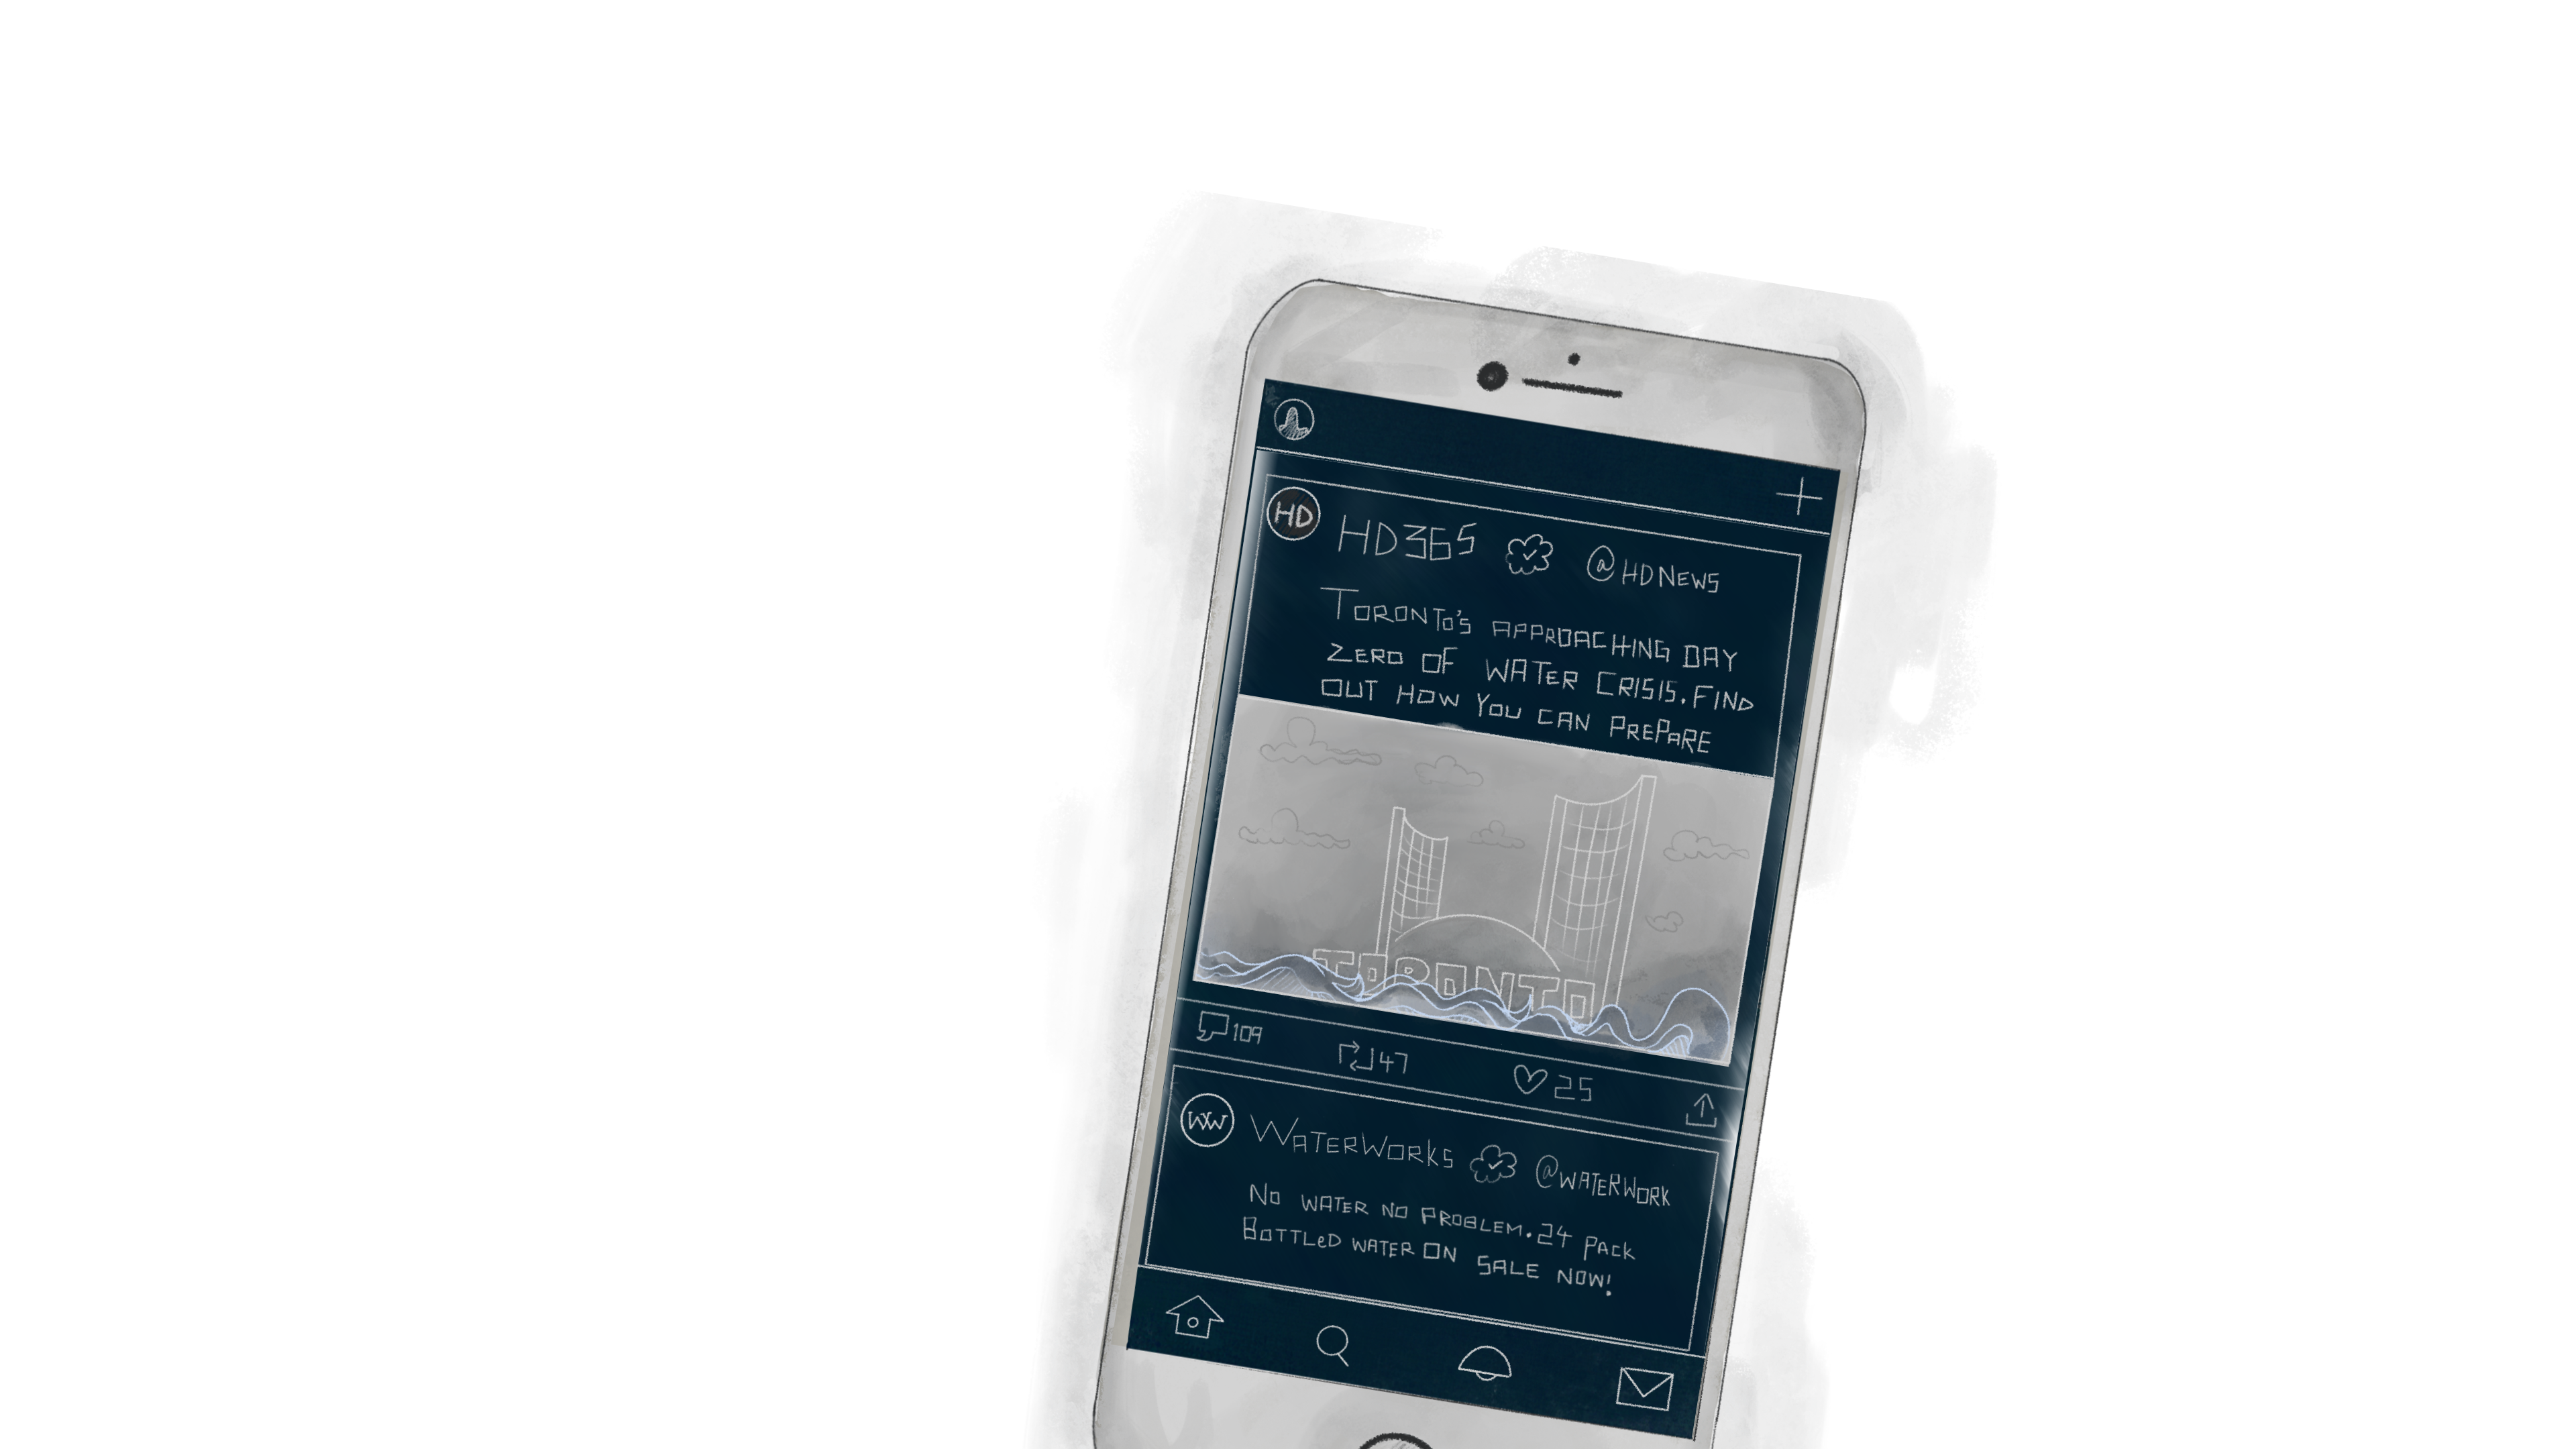 HD HD365 @HDNEWS
TORONTO'S APPROACHING DAY
ZERO OF WATER CRISIS. FIND
OUT HOW YOU CAN PREPARE
TORONTO
109 47 25
WW WATERWORKS @WATERWORK
NO WATER NO PROBLEM. 24 PACK
BOTTLeD WATER ON SALE NOW!